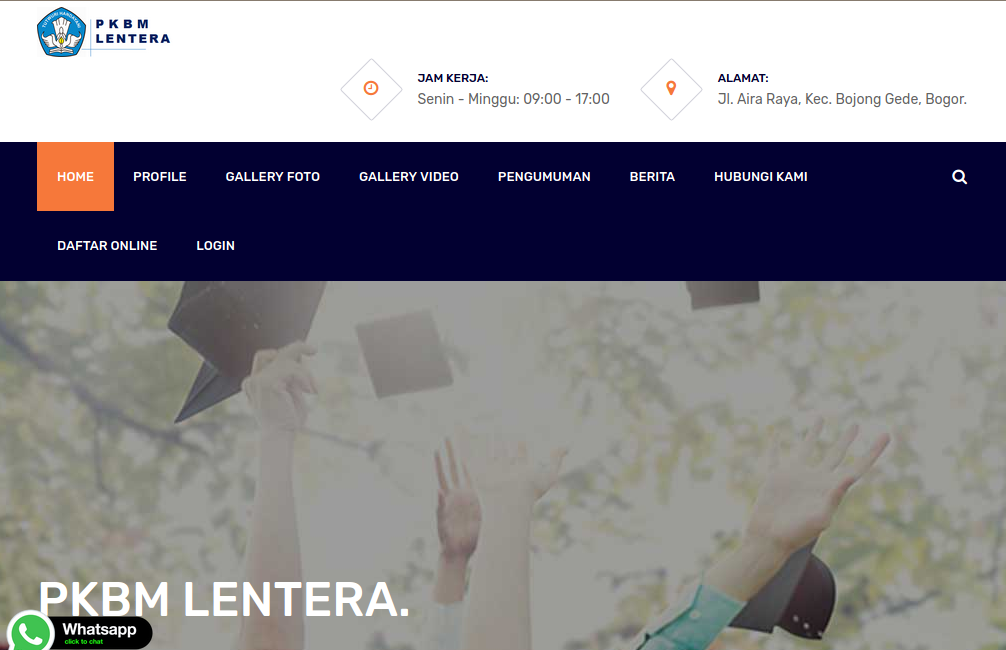 PKBM
LENTERA
JAM KERJA:
Senin - Minggu: 09:00 - 17:00
ALAMAT:
Jl. Aira Raya, Kec. Bojong Gede, Bogor.
HOME PROFILE GALLERY FOTO GALLERY VIDEO PENGUMUMAN BERITA HUBUNGI KAMI
DAFTAR ONLINE LOGIN
PKBM LENTERA.
Whatsapp
click to chat